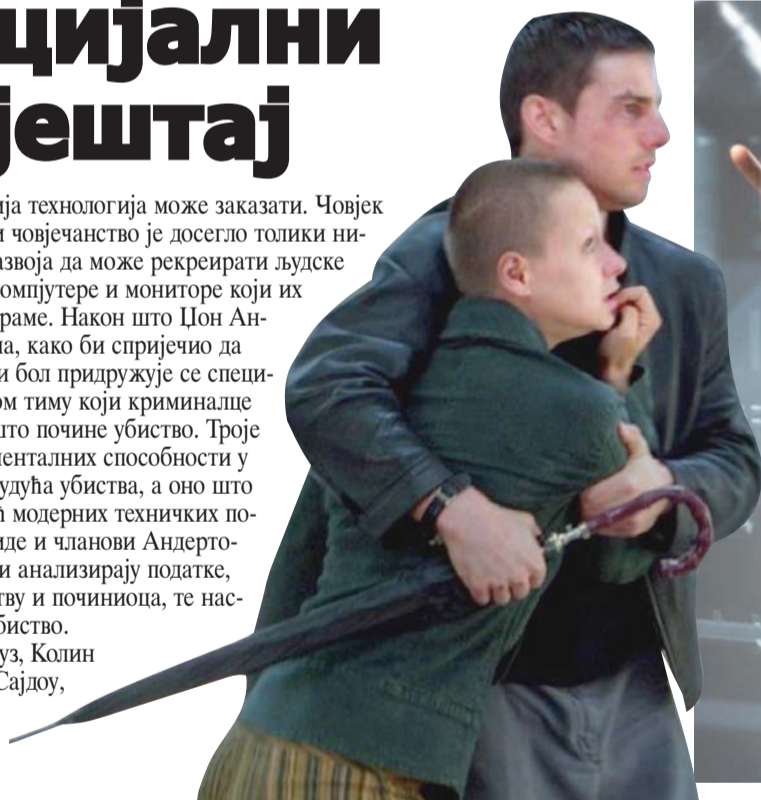 цијални
јештај
ија технологија може заказати. Човјек
и човјечанство је досегло толики ни-
азвоја да може рекреирати људске
омпјутере и мониторе који их
раме. Након што Џон Ан-
на, како би спријечио да
и бол придружује се специ-
ом тиму који криминалце
што почине убиство. Троје
менталних способности у
удућа убиства, а оно што
ћ модерних техничких по-
иде и чланови Андерто-
и анализирају податке,
тву и починиоца, те нас-
биство.
уз, Колин
Сајдоу,